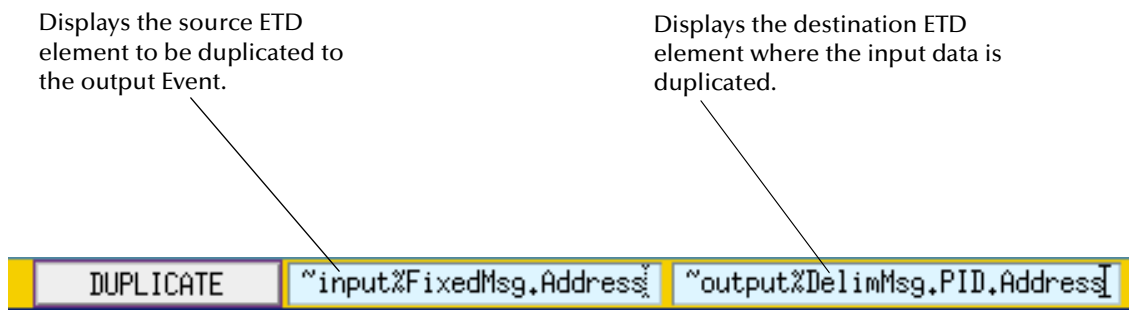 Displays the source ETD
element to be duplicated to
the output Event.
Displays the destination ETD
element where the input data is
duplicated.
DUPLICATE
~input%FixedMsg.Address
~output%DelimMsg.PID.Address